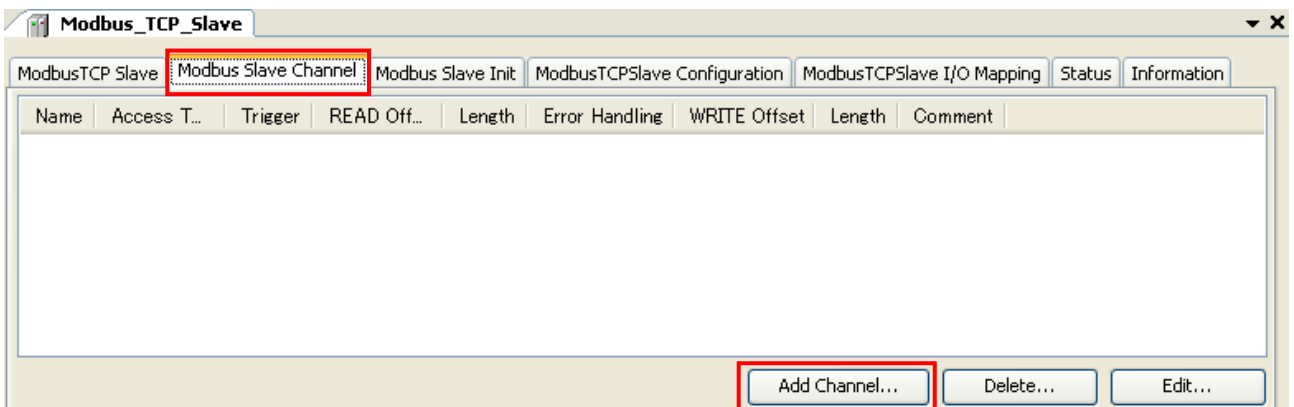 Modbus_TCP_Slave
ModbusTCP Slave Modbus Slave Channel Modbus Slave Init ModbusTCPSlave Configuration ModbusTCPSlave I/O Mapping Status Information
Name Access T... Trigger READ Off... Length Error Handling WRITE Offset Length Comment
Add Channel... Delete... Edit...